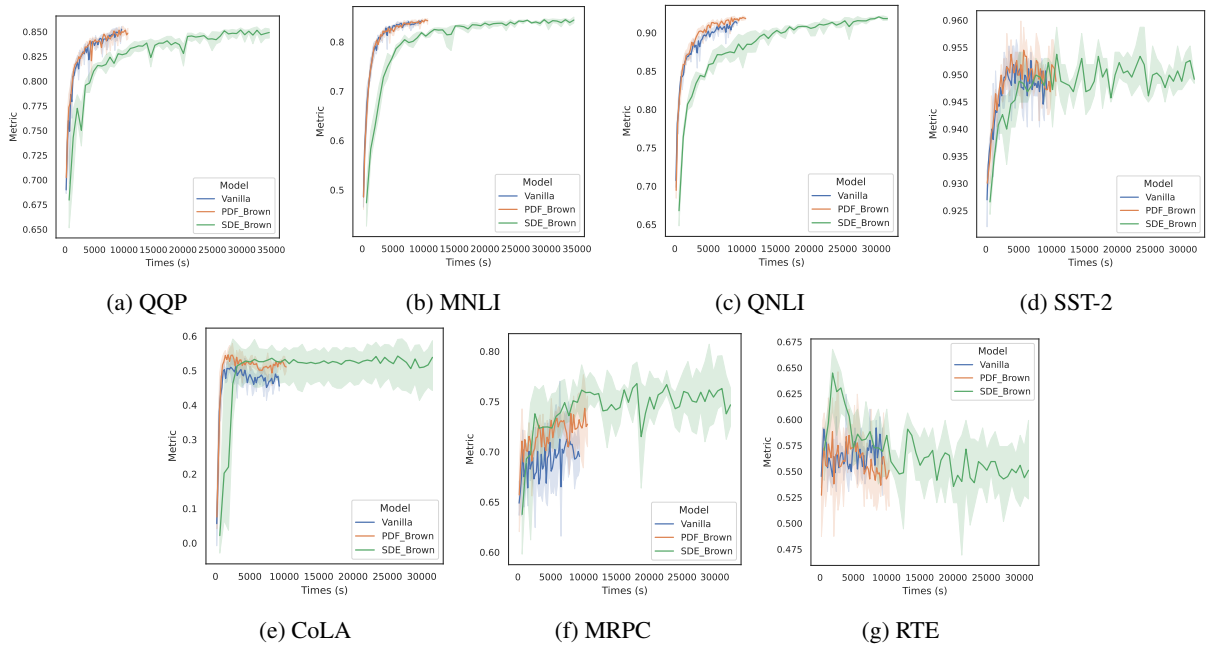 0.850
0.825
0.800
0.775
0.750
0.725
0.700
0.675
0.650
Metric
Model
Vanilla
PDF_Brown
SDE_Brown
0 5000 10000 15000 20000 25000 30000 35000
Times (s)
(a) QQP
0.8
0.7
0.6
0.5
Metric
Model
Vanilla
PDF_Brown
SDE_Brown
0 5000 10000 15000 20000 25000 30000 35000
Times (s)
(b) MNLI
0.90
0.85
0.80
0.75
0.70
0.65
Metric
Model
Vanilla
PDF_Brown
SDE_Brown
0 5000 10000 15000 20000 25000 30000
Times (s)
(c) QNLI
0.960
0.955
0.950
0.945
0.940
0.935
0.930
0.925
Metric
Model
Vanilla
PDF_Brown
SDE_Brown
0 5000 10000 15000 20000 25000 30000
Times (s)
(d) SST-2
0.6
0.5
0.4
0.3
0.2
0.1
0.0
Metric
Model
Vanilla
PDF_Brown
SDE_Brown
0 5000 10000 15000 20000 25000 30000
Times (s)
(e) CoLA
0.80
0.75
0.70
0.65
0.60
Metric
Model
Vanilla
PDF_Brown
SDE_Brown
0 5000 10000 15000 20000 25000 30000
Times (s)
(f) MRPC
0.675
0.650
0.625
0.600
0.575
0.550
0.525
0.500
0.475
Metric
Model
Vanilla
PDF_Brown
SDE_Brown
0 5000 10000 15000 20000 25000 30000
Times (s)
(g) RTE